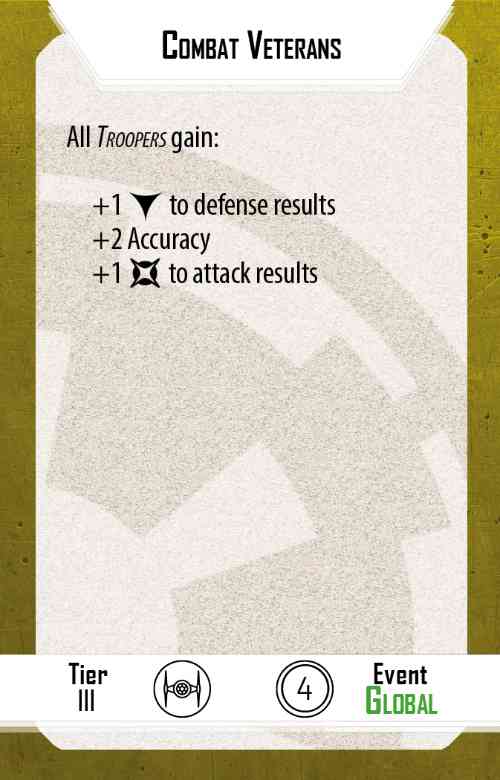 Combat Veterans
All Troopers gain:
+1 to defense results
+2 Accuracy
+1 to attack results
Tier
III
4
Event
Global